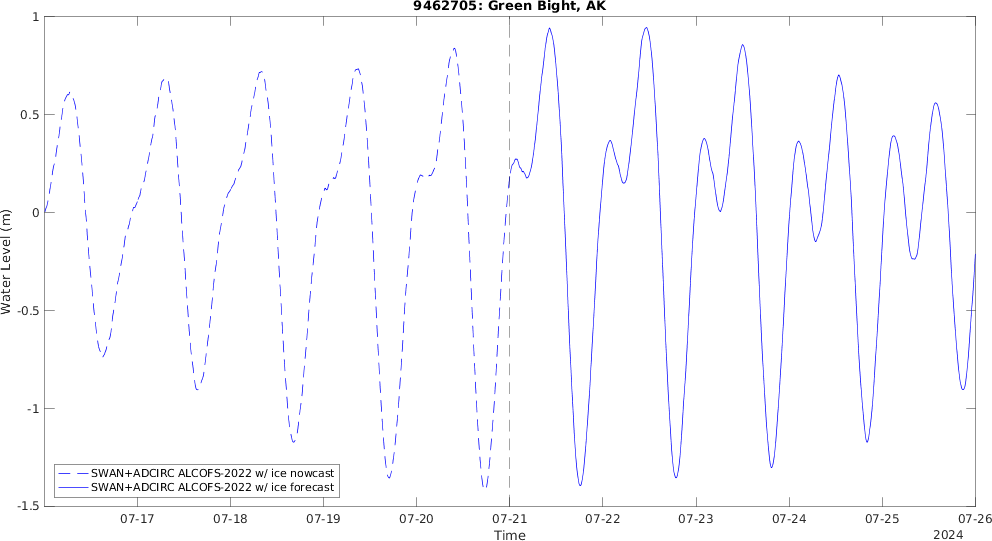 9462705: Green Bight, AK
1
0.5
0
-0.5
-1
-1.5
Water Level (m)
SWAN+ADCIRC ALCOFS-2022 w/ ice nowcast
SWAN+ADCIRC ALCOFS-2022 w/ ice forecast
07-17 07-18 07-19 07-20 07-21 07-22 07-23 07-24 07-25 07-26
Time
2024